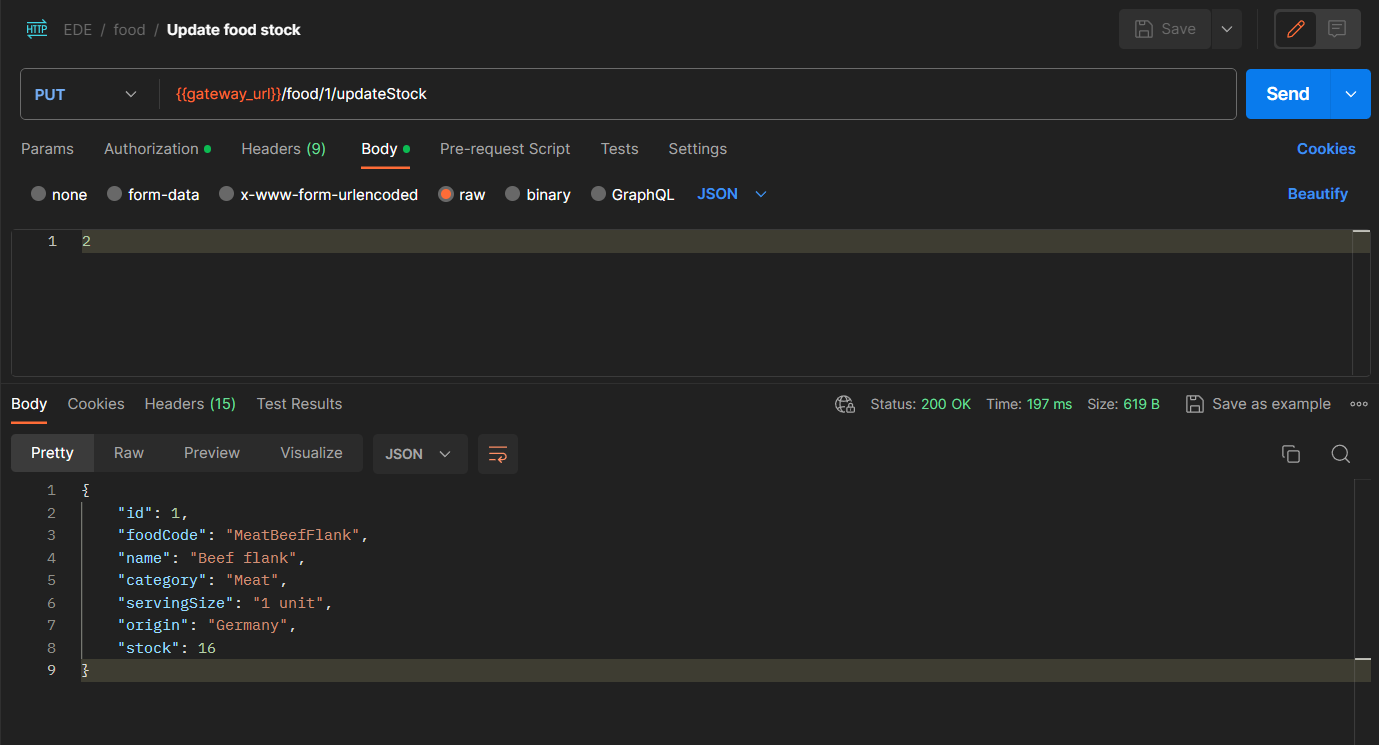 HTTP EDE / food / Update food stock Save
PUT {{gateway_url}}/food/1/updateStock Send
Params Authorization Headers (9) Body Pre-request Script Tests Settings Cookies
none form-data x-www-form-urlencoded raw binary GraphQL JSON Beautify
1 2
Body Cookies Headers (15) Test Results Status: 200 OK Time: 197 ms Size: 619 B Save as example
Pretty Raw Preview Visualize JSON
1 {
2 "id": 1,
3 "foodCode": "MeatBeefFlank",
4 "name": "Beef flank",
5 "category": "Meat",
6 "servingSize": "1 unit",
7 "origin": "Germany",
8 "stock": 16
9 }